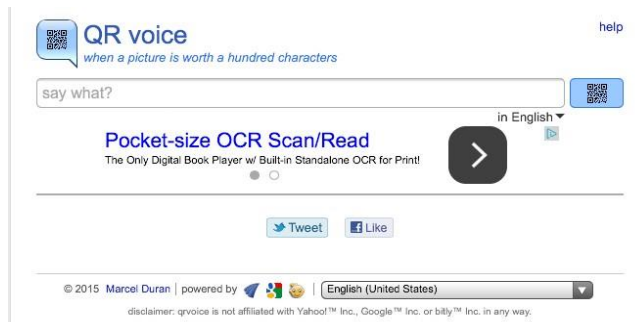 QR voice
help
when a picture is worth a hundred characters
say what?
in English
Pocket-size OCR Scan/Read
The Only Digital Book Player w/ Built-in Standalone OCR for Print!
Tweet Like
© 2015 Marcel Duran | powered by | English (United States)
disclaimer: qrvoice is not affiliated with Yahoo!™ Inc., Google™ Inc. or bitly™ Inc. in any way.